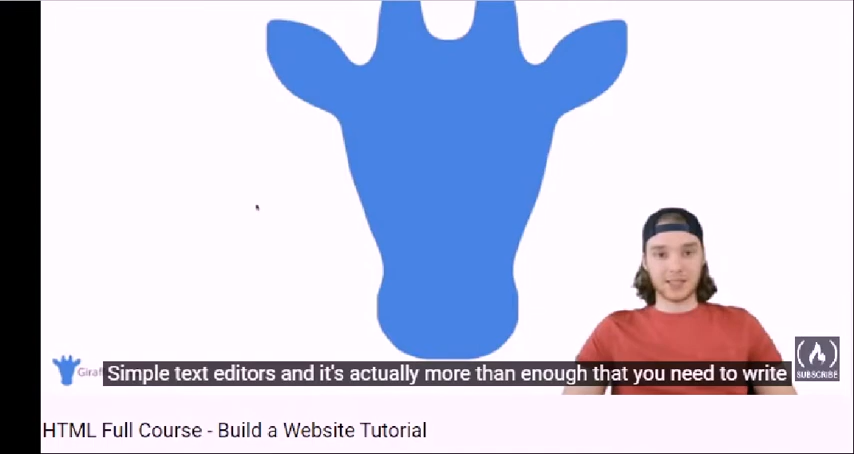 Giraf
Simple text editors and it's actually more than enough that you need to write
SUBSCRIBE
HTML Full Course - Build a Website Tutorial